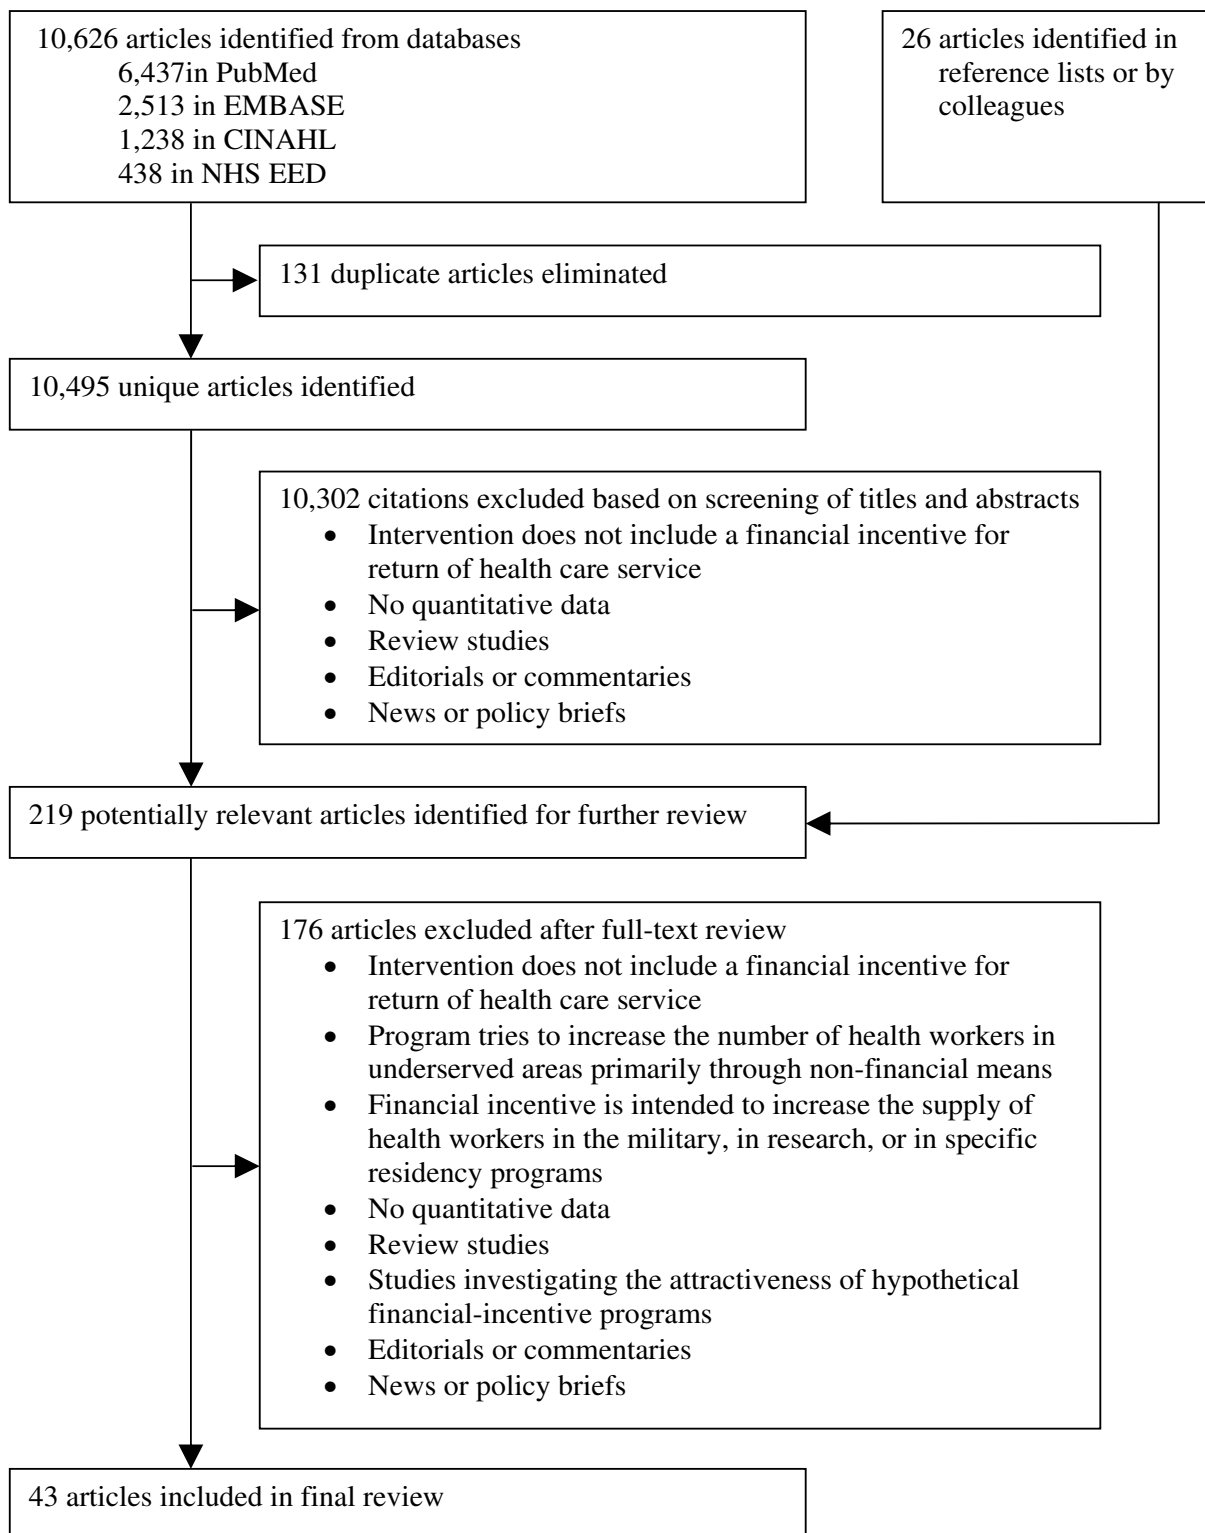 10,626 articles identified from databases
6,437in PubMed
2,513 in EMBASE
1,238 in CINAHL
438 in NHS EED
26 articles identified in
reference lists or by
colleagues
131 duplicate articles eliminated
10,495 unique articles identified
10,302 citations excluded based on screening of titles and abstracts
• Intervention does not include a financial incentive for
return of health care service
• No quantitative data
• Review studies
• Editorials or commentaries
• News or policy briefs
219 potentially relevant articles identified for further review
176 articles excluded after full-text review
• Intervention does not include a financial incentive for
return of health care service
• Program tries to increase the number of health workers in
underserved areas primarily through non-financial means
• Financial incentive is intended to increase the supply of
health workers in the military, in research, or in specific
residency programs
• No quantitative data
• Review studies
• Studies investigating the attractiveness of hypothetical
financial-incentive programs
• Editorials or commentaries
• News or policy briefs
43 articles included in final review